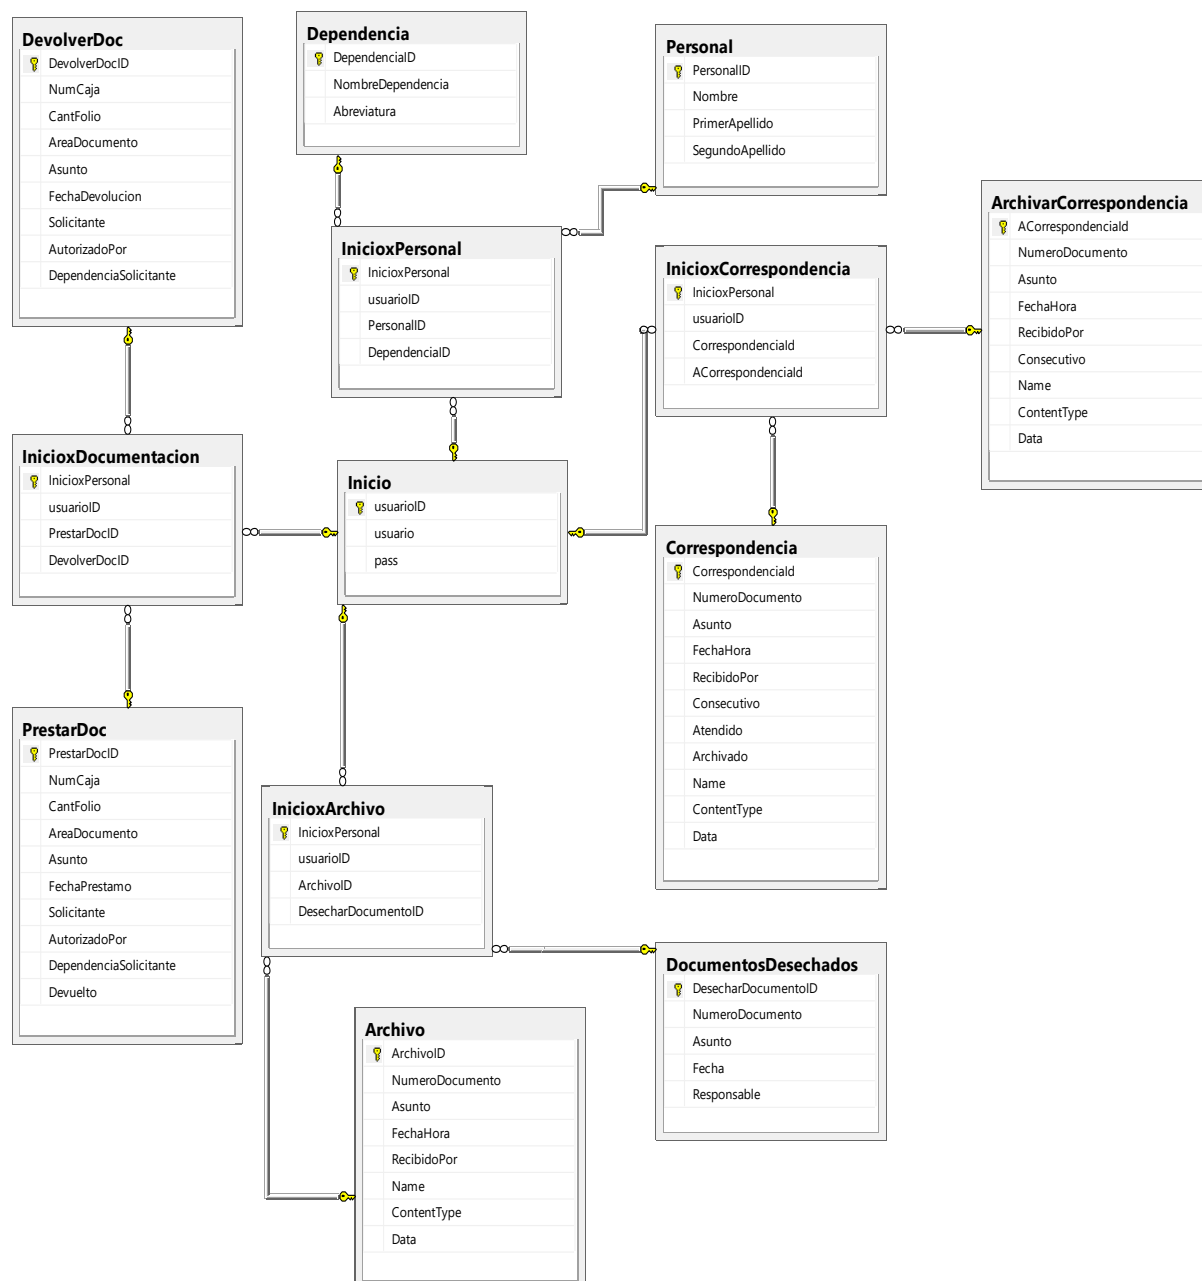 DevolverDoc
DevolverDocID
NumCaja
CantFolio
AreaDocumento
Asunto
FechaDevolucion
Solicitante
AutorizadoPor
DependenciaSolicitante
Dependencia
DependenciaID
NombreDependencia
Abreviatura
Personal
PersonalID
Nombre
PrimerApellido
SegundoApellido
ArchivarCorrespondencia
ACorrespondenciaId
NumeroDocumento
Asunto
FechaHora
RecibidoPor
Consecutivo
Name
ContentType
Data
InicioxPersonal
InicioxPersonal
usuarioID
PersonalID
DependenciaID
InicioxCorrespondencia
InicioxPersonal
usuarioID
CorrespondenciaId
ACorrespondenciaId
InicioxDocumentacion
InicioxPersonal
usuarioID
PrestarDocID
DevolverDocID
Inicio
usuarioID
usuario
pass
Correspondencia
CorrespondenciaId
NumeroDocumento
Asunto
FechaHora
RecibidoPor
Consecutivo
Atendido
Archivado
Name
ContentType
Data
PrestarDoc
PrestarDocID
NumCaja
CantFolio
AreaDocumento
Asunto
FechaPrestamo
Solicitante
AutorizadoPor
DependenciaSolicitante
Devuelto
InicioxArchivo
InicioxPersonal
usuarioID
ArchivoID
DesecharDocumentoID
DocumentosDesechados
DesecharDocumentoID
NumeroDocumento
Asunto
Fecha
Responsable
Archivo
ArchivoID
NumeroDocumento
Asunto
FechaHora
RecibidoPor
Name
ContentType
Data